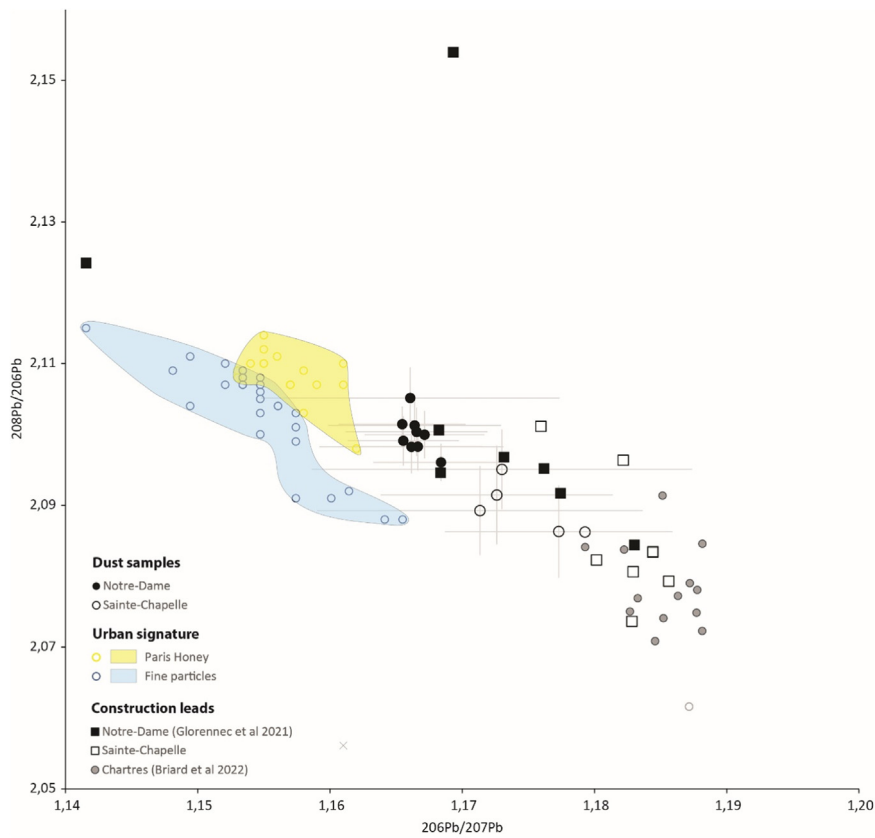 2,15
2,13
2,11
2,09
2,07
2,05
208Pb/206Pb
Dust samples
Notre-Dame
Sainte-Chapelle
Urban signature
Paris Honey
Fine particles
Construction leads
Notre-Dame (Glorennec et al 2021)
Sainte-Chapelle
Chartres (Briard et al 2022)
1,14 1,15 1,16 1,17 1,18 1,19 1,20
206Pb/207Pb